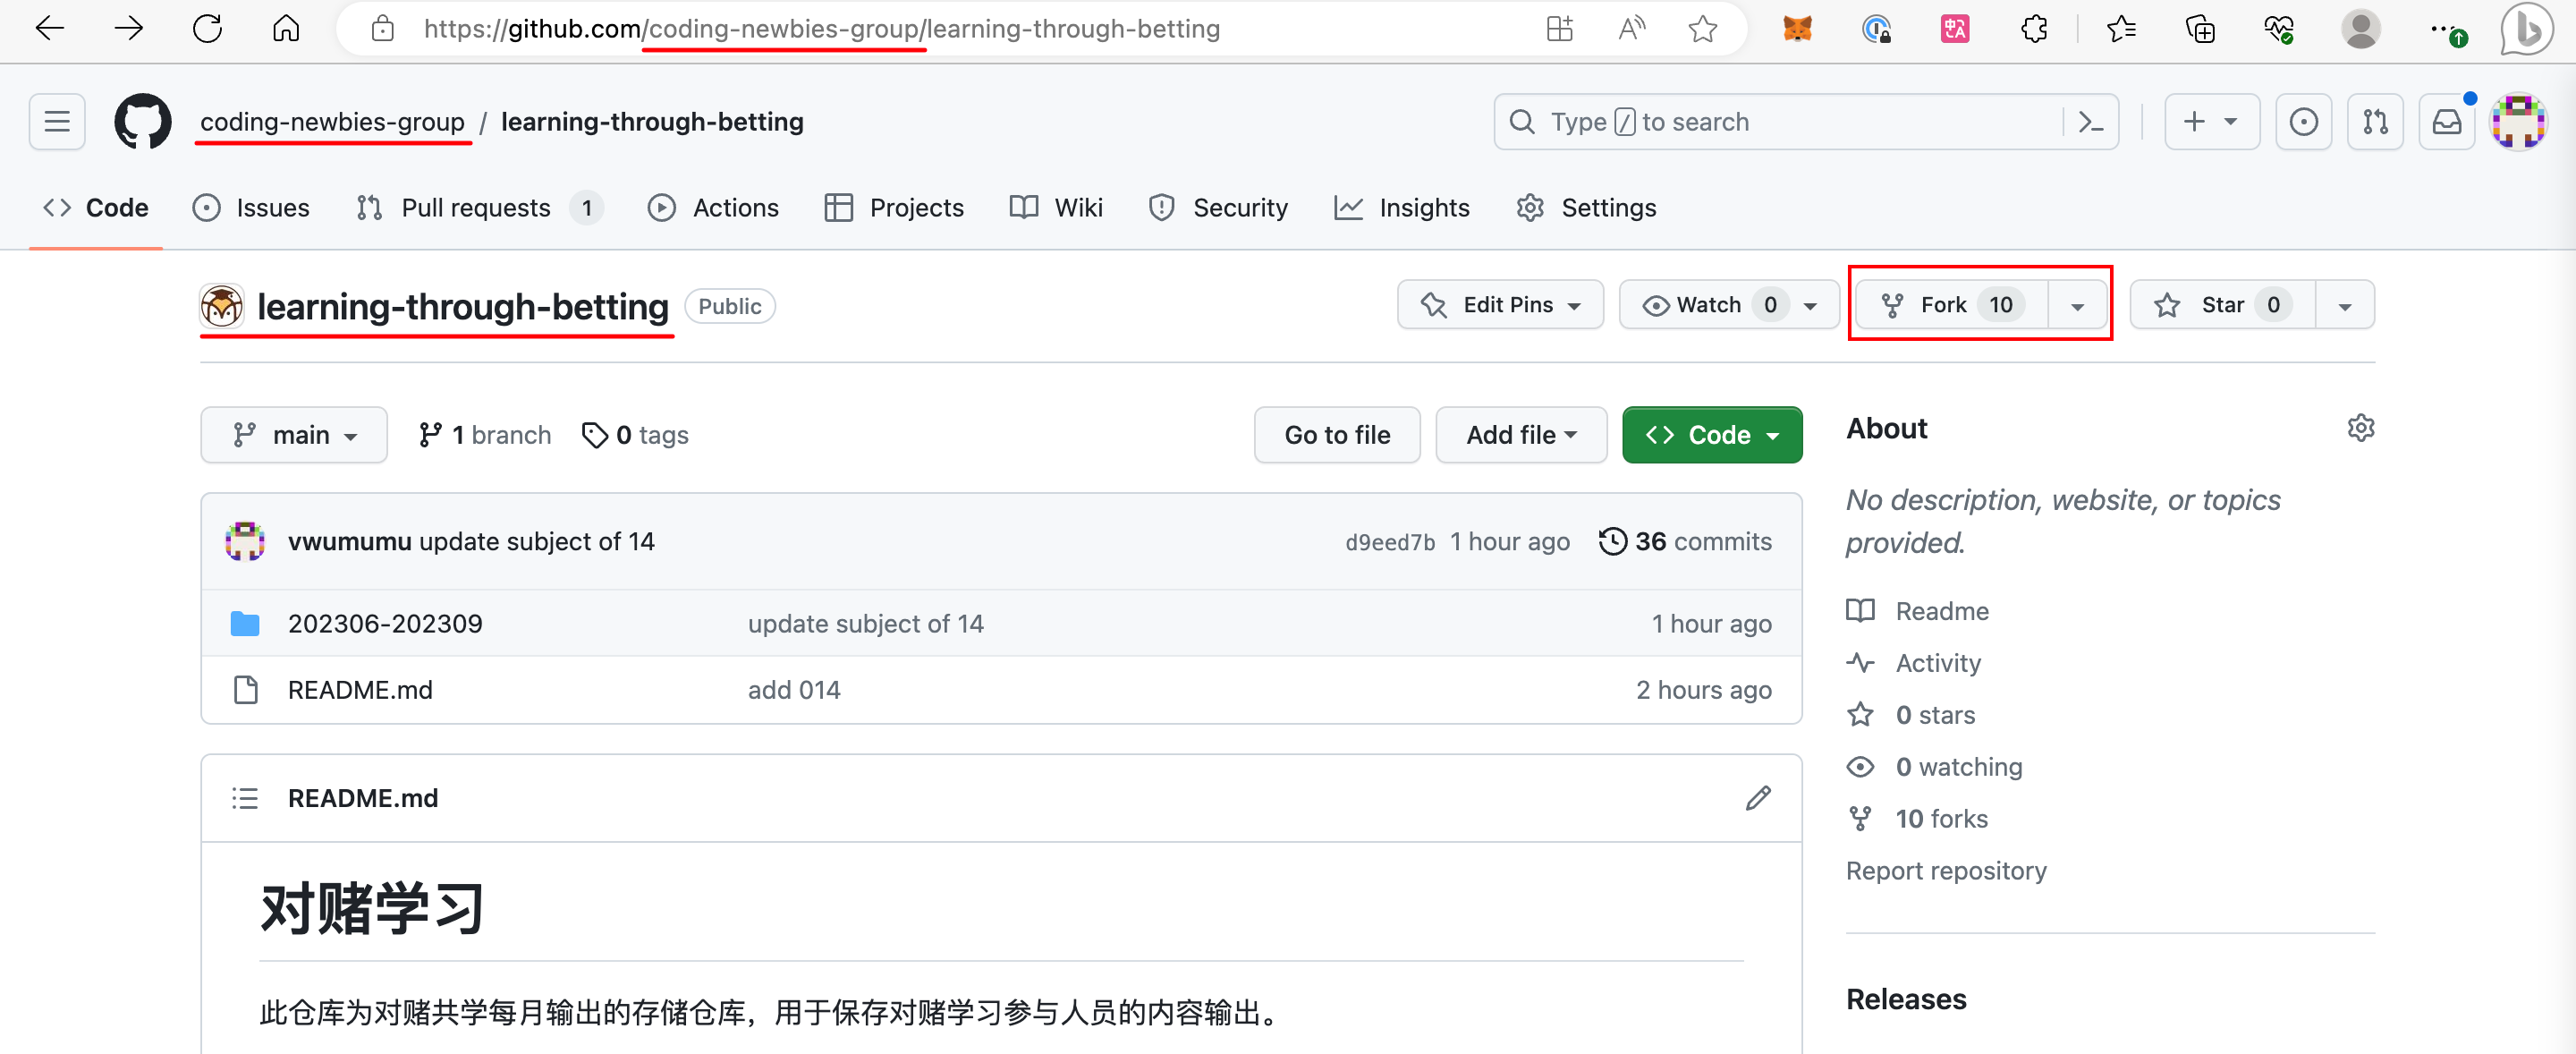 https://github.com/coding-newbies-group/learning-through-betting
coding-newbies-group / learning-through-betting
Type / to search
Code Issues Pull requests 1 Actions Projects Wiki Security Insights Settings
learning-through-betting Public
Edit Pins Watch 0 Fork 10 Star 0
main 1 branch 0 tags
Go to file Add file Code
About
No description, website, or topics
provided.
vwumumu update subject of 14 d9eed7b 1 hour ago 36 commits
202306-202309 update subject of 14 1 hour ago
README.md add 014 2 hours ago
Readme
Activity
0 stars
0 watching
10 forks
Report repository
README.md
对赌学习
此仓库为对赌共学每月输出的存储仓库，用于保存对赌学习参与人员的内容输出。
Releases